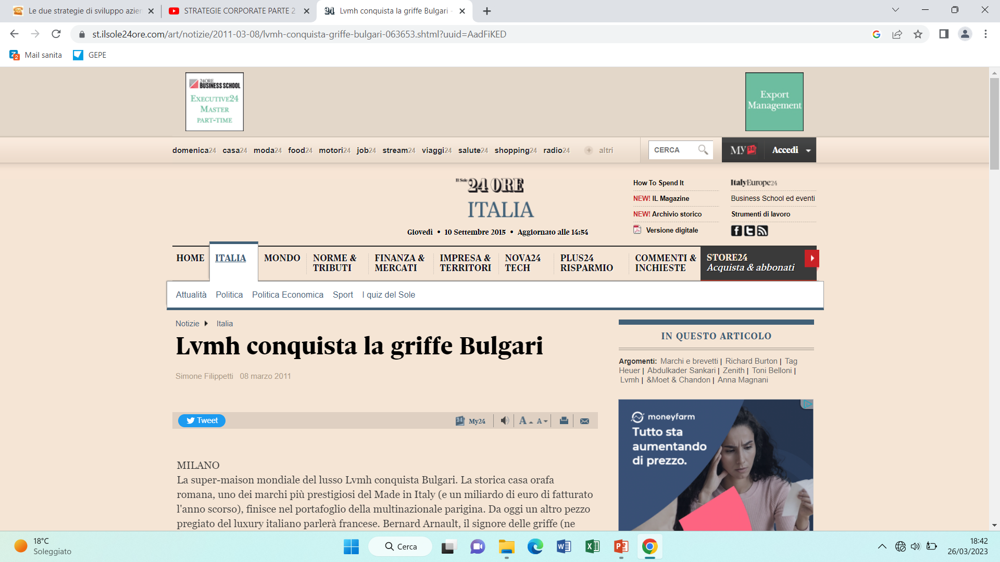 Le due strategie di sviluppo azien
STRATEGIE CORPORATE PARTE 2
Lvmh conquista la griffe Bulgari -
st.ilsole24ore.com/art/notizie/2011-03-08/lvmh-conquista-griffe-bulgari-063653.shtml?uuid=AadFiKED
Mail sanita
GEPE
24ORE
BUSINESS SCHOOL
EXECUTIVE24
MASTER
PART-TIME
Export
Management
domenica24 casa24 moda24 food24 motori24 job24 stream24 viaggi24 salute24 shopping24 radio24 + altri
CERCA
MY24
Accedi
Il Sole 24 ORE
ITALIA
Giovedì • 10 Settembre 2015 • Aggiornato alle 14:54
How To Spend It
NEW! IL Magazine
NEW! Archivio storico
Versione digitale
ItalyEurope24
Business School ed eventi
Strumenti di lavoro
HOME
ITALIA
MONDO
NORME &
TRIBUTI
FINANZA &
MERCATI
IMPRESA &
TERRITORI
NOVA24
TECH
PLUS24
RISPARMIO
COMMENTI &
INCHIESTE
STORE24
Acquista & abbonati
Attualità Politica Politica Economica Sport I quiz del Sole
Notizie Italia
Lvmh conquista la griffe Bulgari
Simone Filippetti 08 marzo 2011
Tweet
My24
A A
MILANO
La super-maison mondiale del lusso Lvmh conquista Bulgari. La storica casa orafa
romana, uno dei marchi più prestigiosi del Made in Italy (e un miliardo di euro di fatturato
l'anno scorso), finisce nel portafoglio della multinazionale parigina. Da oggi un altro pezzo
pregiato del luxury italiano parlerà francese. Bernard Arnault, il signore delle griffe (ne
IN QUESTO ARTICOLO
Argomenti: Marchi e brevetti | Richard Burton | Tag
Heuer | Abdulkader Sankari | Zenith | Toni Belloni |
Lvmh | &Moet & Chandon | Anna Magnani
moneyfarm
Tutto sta
aumentando
di prezzo.
18°C
Soleggiato
Cerca
18:42
26/03/2023